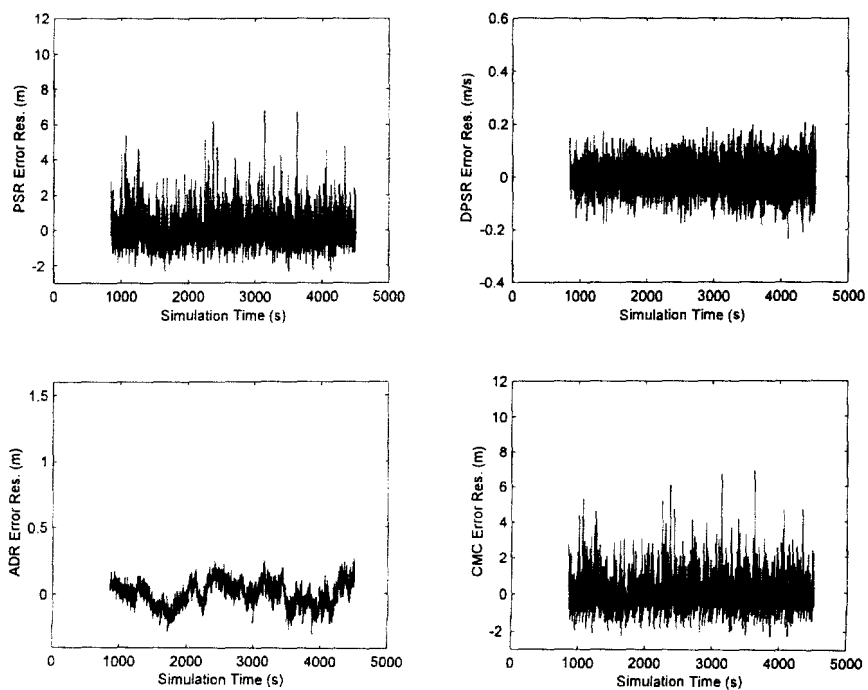 PSR Error Res. (m)
12
10
8
6
4
2
0
-2
0 1000 2000 3000 4000 5000
Simulation Time (s)
DPSR Error Res. (m/s)
0.6
0.4
0.2
0
-0.2
-0.4
0 1000 2000 3000 4000 5000
Simulation Time (s)
ADR Error Res. (m)
1.5
1
0.5
0
0 1000 2000 3000 4000 5000
Simulation Time (s)
CMC Error Res. (m)
12
10
8
6
4
2
0
-2
0 1000 2000 3000 4000 5000
Simulation Time (s)